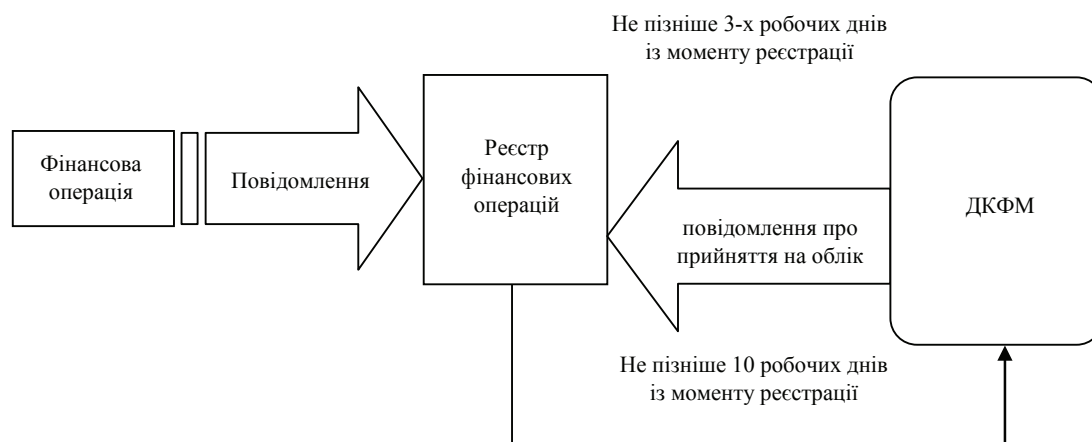 Не пізніше 3-х робочих днів
із моменту реєстрації
Фінансова
операція
Повідомлення
Реєстр
фінансових
операцій
повідомлення про
прийняття на облік
ДКФМ
Не пізніше 10 робочих днів
із моменту реєстрації